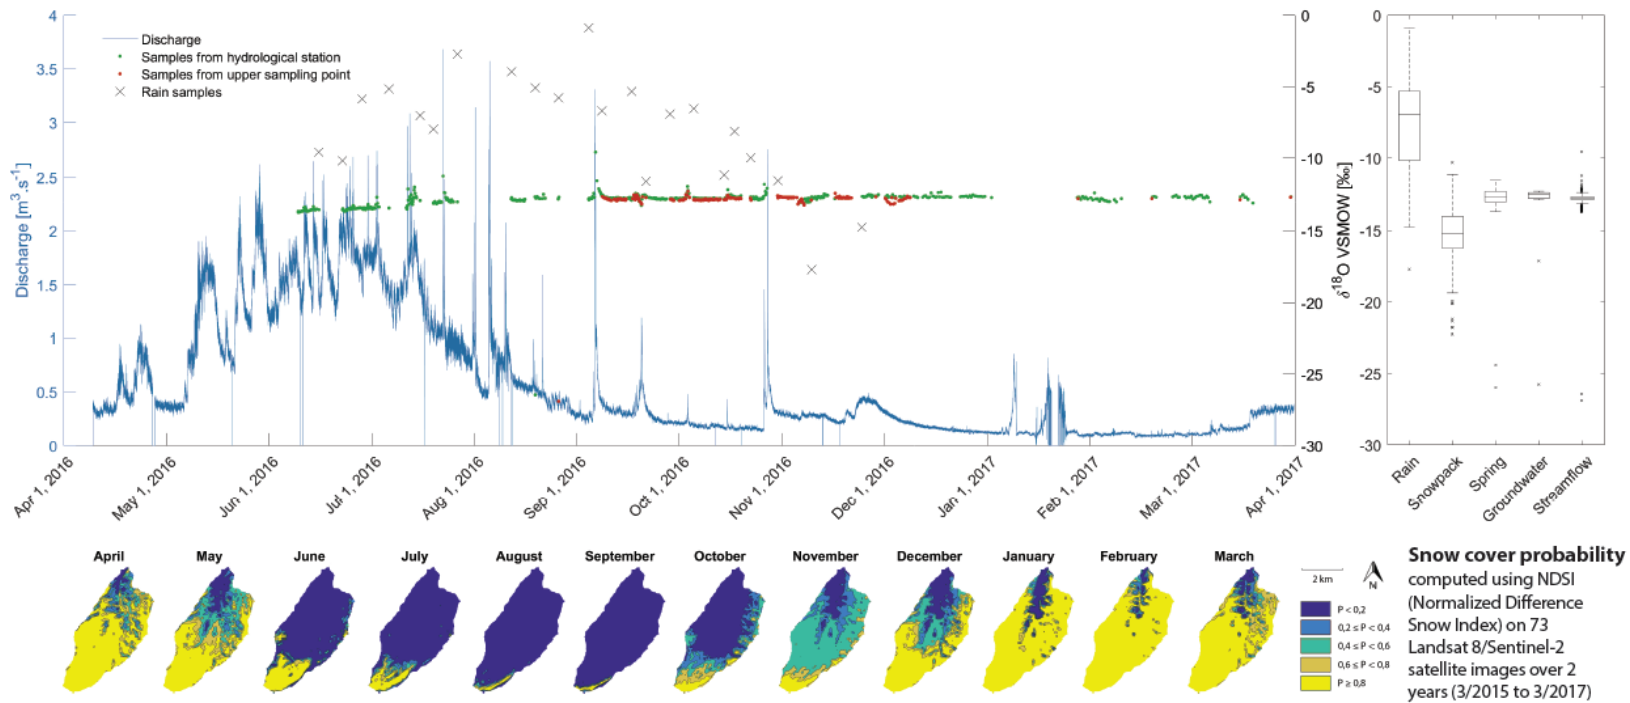 4
3.5
3
2.5
2
1.5
1
0.5
0
Discharge [m³.s⁻¹]
Discharge
Samples from hydrological station
Samples from upper sampling point
Rain samples
0
-5
-10
-15
-20
-25
-30
δ¹⁸O VSMOW [‰]
Apr 1, 2016
May 1, 2016
Jun 1, 2016
Jul 1, 2016
Aug 1, 2016
Sep 1, 2016
Oct 1, 2016
Nov 1, 2016
Dec 1, 2016
Jan 1, 2017
Feb 1, 2017
Mar 1, 2017
Apr 1, 2017
0
-5
-10
-15
-20
-25
-30
Rain
Snowpack
Spring
Groundwater
Streamflow
April
May
June
July
August
September
October
November
December
January
February
March
2 km
N
P < 0,2
0,2 ≤ P < 0,4
0,4 ≤ P < 0,6
0,6 ≤ P < 0,8
P ≥ 0,8
Snow cover probability
computed using NDSI
(Normalized Difference
Snow Index) on 73
Landsat 8/Sentinel-2
satellite images over 2
years (3/2015 to 3/2017)